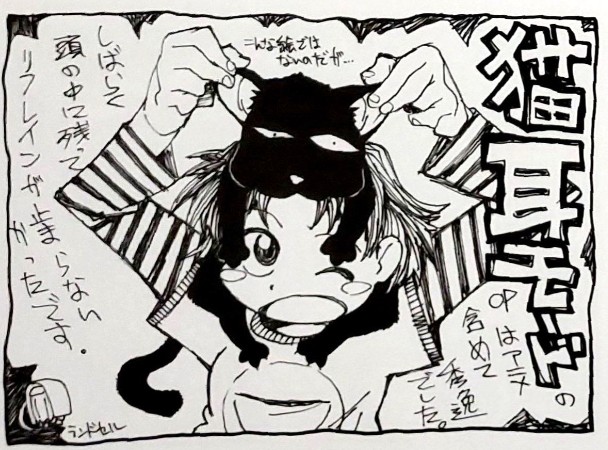 猫耳モードの
OPはアニメ
含めて
秀逸
でした。
こんな絵では
ないのだが…
しばらく
頭の中に残って
リフレインが止まらない
かったです。
ランドセル